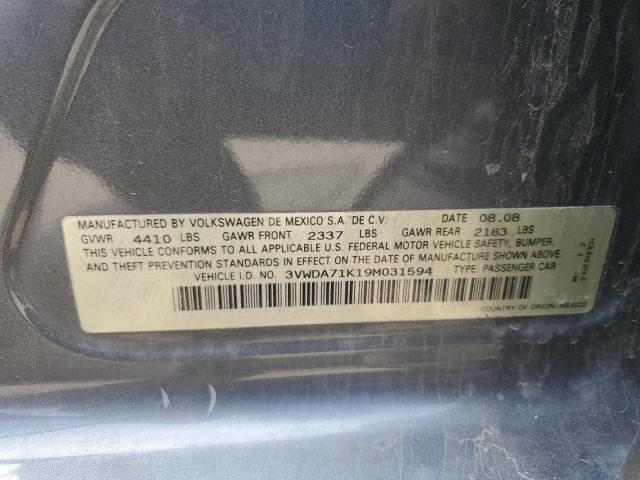 MANUFACTURED BY VOLKSWAGEN DE MEXICO S.A. DE C.V. DATE 08.08
GVWR 4410 LBS GAWR FRONT 2337 LBS GAWR REAR 2183 LBS
THIS VEHICLE CONFORMS TO ALL APPLICABLE U.S. FEDERAL MOTOR VEHICLE SAFETY, BUMPER,
AND THEFT PREVENTION STANDARDS IN EFFECT ON THE DATE OF MANUFACTURE SHOWN ABOVE.
VEHICLE I.D. NO. 3VWDA71K19M031594 TYPE: PASSENGER CAR
COUNTRY OF ORIGIN: MEXICO